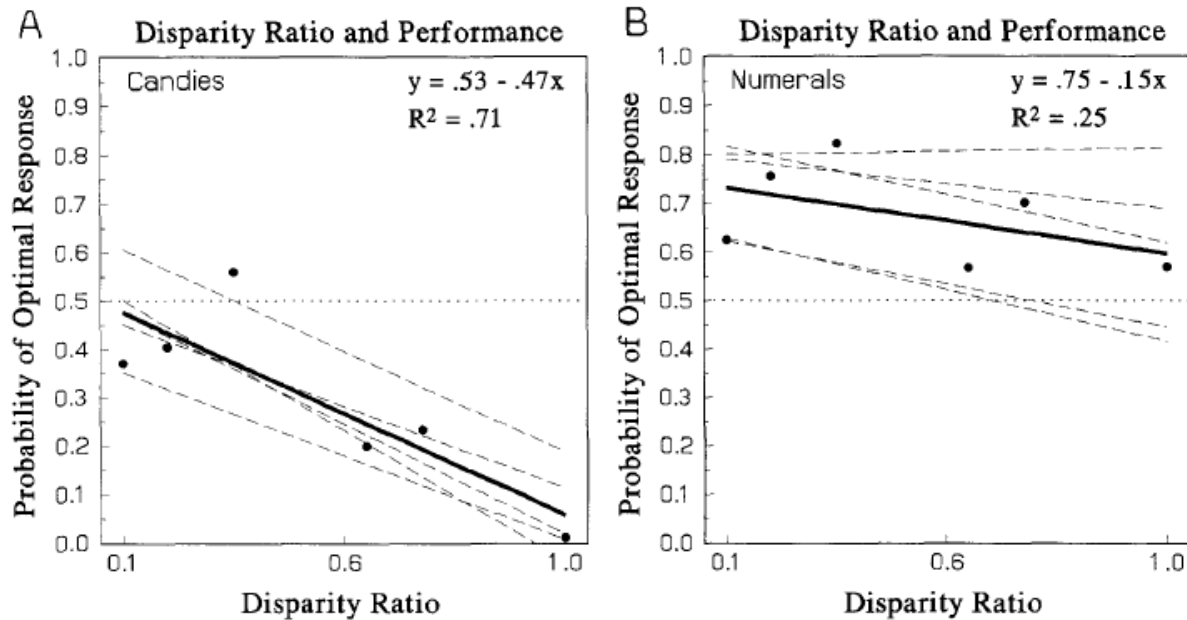 A
Disparity Ratio and Performance
Candies
y = .53 - .47x
R² = .71
Probability of Optimal Response
1.0
0.9
0.8
0.7
0.6
0.5
0.4
0.3
0.2
0.1
0.0
0.1
0.6
1.0
Disparity Ratio
B
Disparity Ratio and Performance
Numerals
y = .75 - .15x
R² = .25
Probability of Optimal Response
1.0
0.9
0.8
0.7
0.6
0.5
0.4
0.3
0.2
0.1
0.0
0.1
0.6
1.0
Disparity Ratio